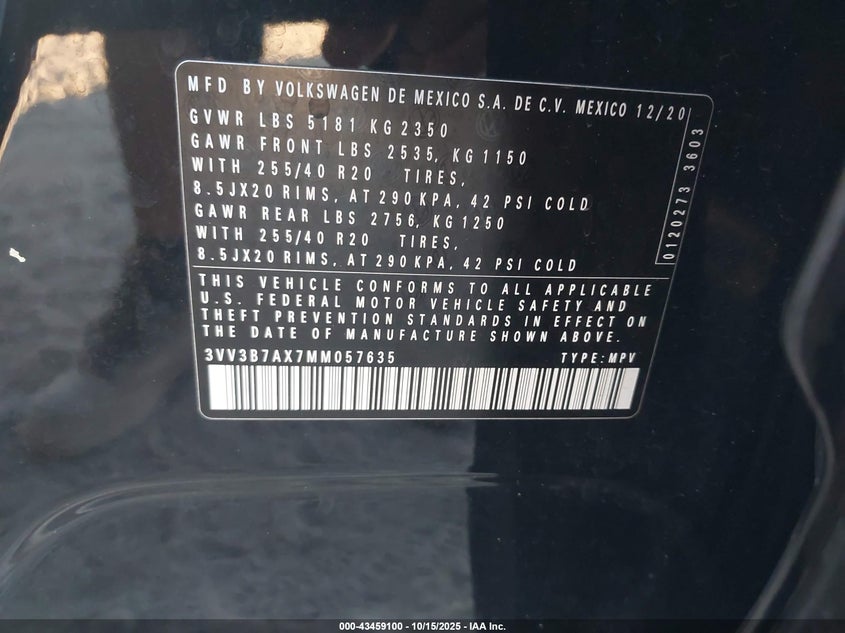 MFD BY VOLKSWAGEN DE MEXICO S.A. DE C.V. MEXICO 12/20
GVWR LBS 5181 KG 2350
GAWR FRONT LBS 2535, KG 1150
WITH 255/40 R20 TIRES,
8.5JX20 RIMS, AT 290 KPA, 42 PSI COLD
GAWR REAR LBS 2756, KG 1250
WITH 255/40 R20 TIRES,
8.5JX20 RIMS, AT 290 KPA, 42 PSI COLD
0120273 3603
THIS VEHICLE CONFORMS TO ALL APPLICABLE
U.S. FEDERAL MOTOR VEHICLE SAFETY AND
THEFT PREVENTION STANDARDS IN EFFECT ON
THE DATE OF MANUFACTURE SHOWN ABOVE.
3VV3B7AX7MM057635 TYPE: MPV
000-43459100 - 10/15/2025 - IAA Inc.